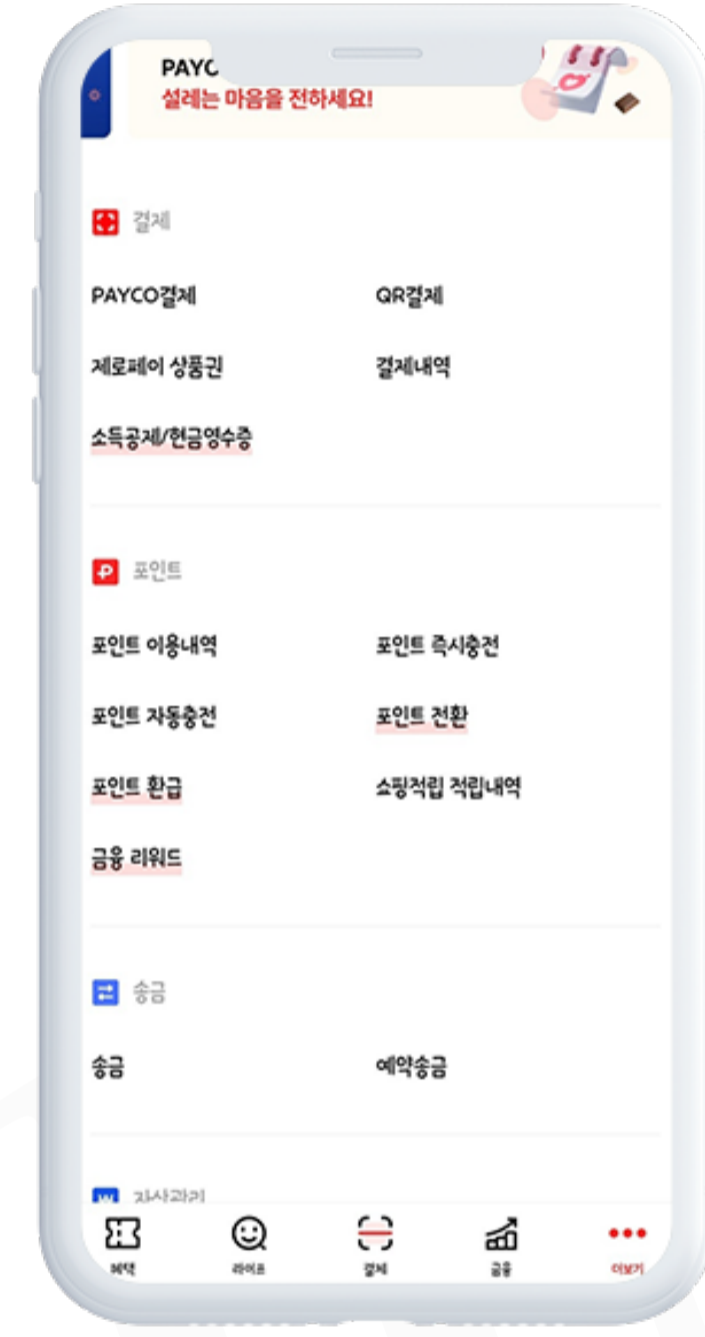 PAYC
설레는 마음을 전하세요!
결제
PAYCO결제 QR결제
제로페이 상품권 결제내역
소득공제/현금영수증
포인트
포인트 이용내역 포인트 즉시충전
포인트 자동충전 포인트 전환
포인트 환급 쇼핑적립 적립내역
금융 리워드
송금
송금 예약송금
자산관리
혜택 라이프 결제 금융 더보기